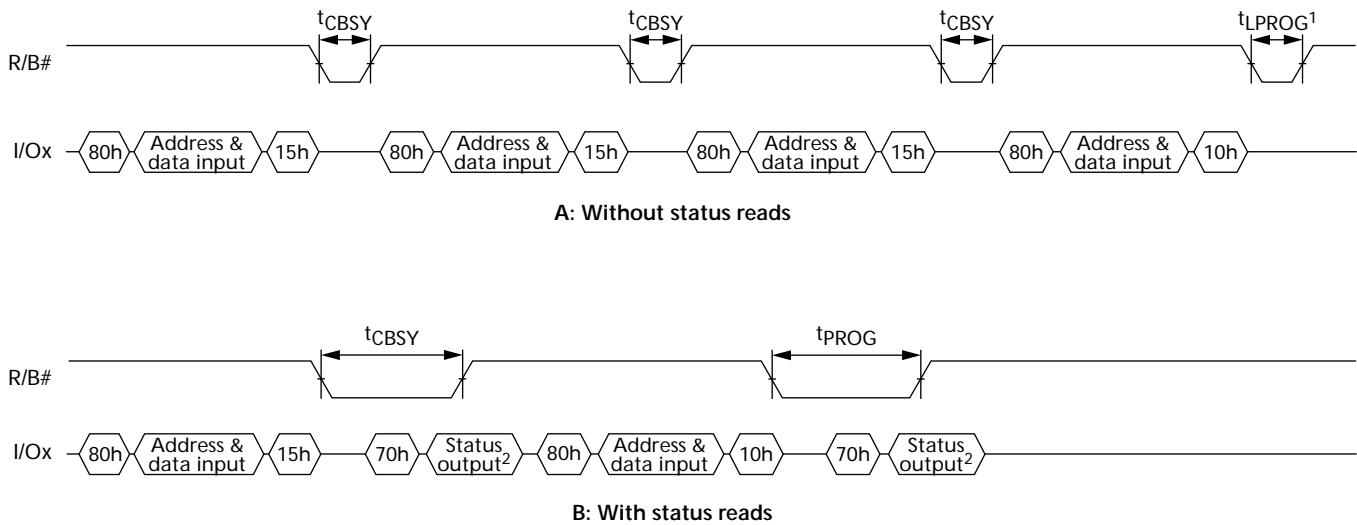 tCBSY tCBSY tCBSY tLPROG1
R/B#
I/Ox 80h Address & data input 15h 80h Address & data input 15h 80h Address & data input 15h 80h Address & data input 10h
A: Without status reads
tCBSY tPROG
R/B#
I/Ox 80h Address & data input 15h 70h Status output2 80h Address & data input 10h 70h Status output2
B: With status reads